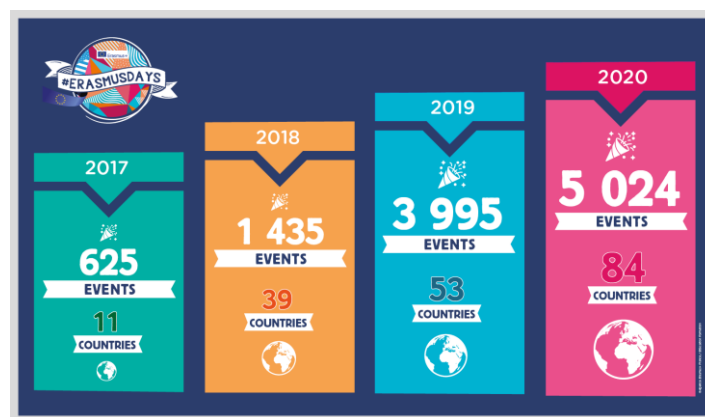 #ERASMUSDAYS
2017
625
EVENTS
11
COUNTRIES
2018
1 435
EVENTS
39
COUNTRIES
2019
3 995
EVENTS
53
COUNTRIES
2020
5 024
EVENTS
84
COUNTRIES